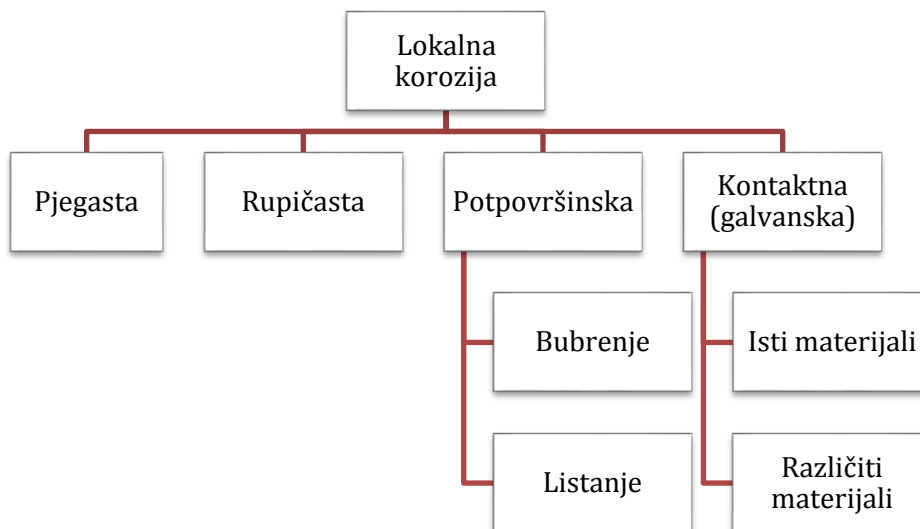 Lokalna
korozija
Pjegasta
Rupičasta
Potpovršinska
Kontaktna
(galvanska)
Bubrenje
Isti materijali
Listanje
Različiti
materijali